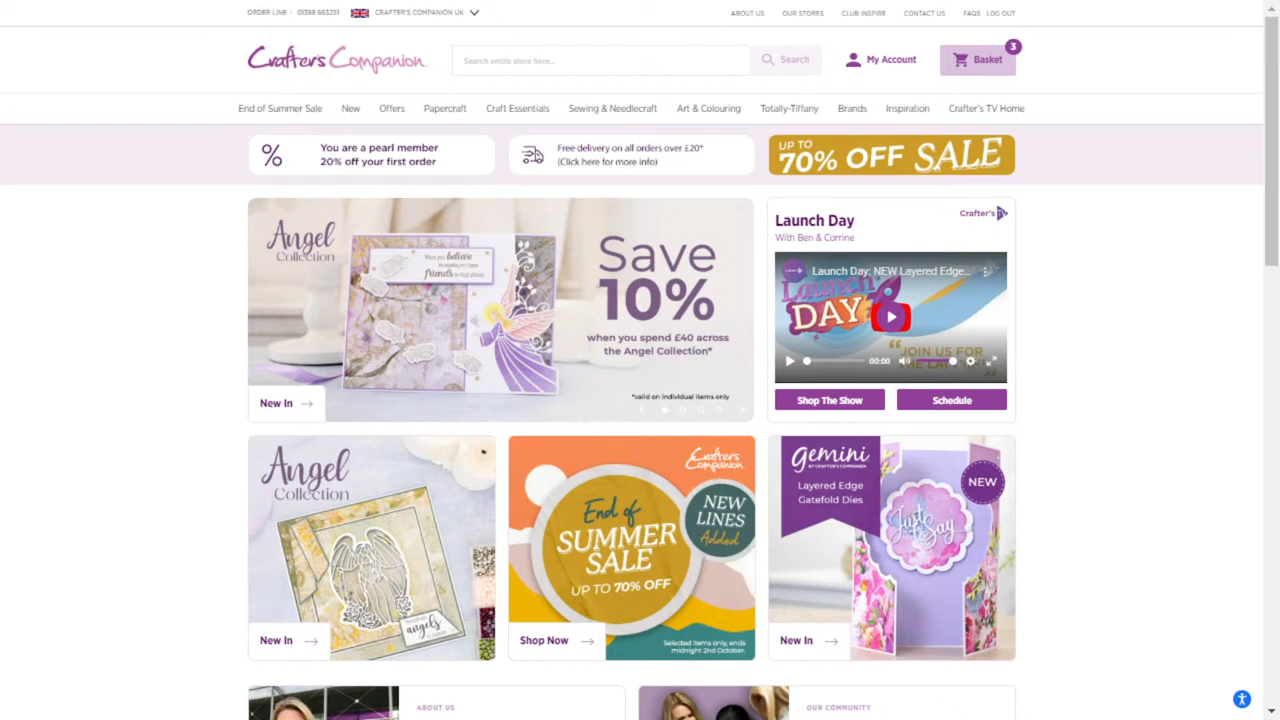 ORDER LINE - 01388 663251
CRAFTER'S COMPANION UK
ABOUT US
OUR STORES
CLUB INSPIRE
CONTACT US
FAQS
LOG OUT
Crafter's Companion
Search entire store here...
Search
My Account
Basket
3
End of Summer Sale
New
Offers
Papercraft
Craft Essentials
Sewing & Needlecraft
Art & Colouring
Totally-Tiffany
Brands
Inspiration
Crafter's TV Home
You are a pearl member
20% off your first order
Free delivery on all orders over £20*
(Click here for more info)
UP TO
70% OFF SALE
Angel
Collection
When you believe
friends
Save
10%
when you spend £40 across
the Angel Collection*
*valid on individual items only
New In
Launch Day
With Ben & Corrine
Crafter's TV
Launch Day: NEW Layered Edge...
Launch
DAY
JOIN US FOR
00:00
Shop The Show
Schedule
Angel
Collection
angels
New In
Crafter's
Companion
End of
SUMMER
SALE
UP TO 70% OFF
NEW
LINES
Added
Shop Now
Selected items only, ends
midnight 2nd October.
gemini
BY CRAFTER'S COMPANION
Layered Edge
Gatefold Dies
NEW
Just to
Say
New In
ABOUT US
OUR COMMUNITY